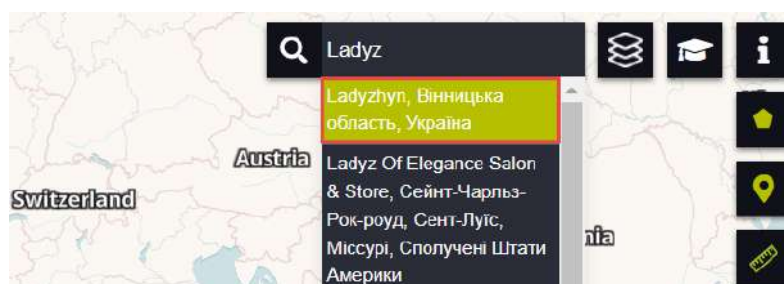 Ladyz
Ladyzhyn, Вінницька
область, Україна
Ladyz Of Elegance Salon
& Store, Сейнт-Чарльз-
Рок-роуд, Сент-Луїс,
Міссурі, Сполучені Штати
Америки
Austria
Switzerland
nia